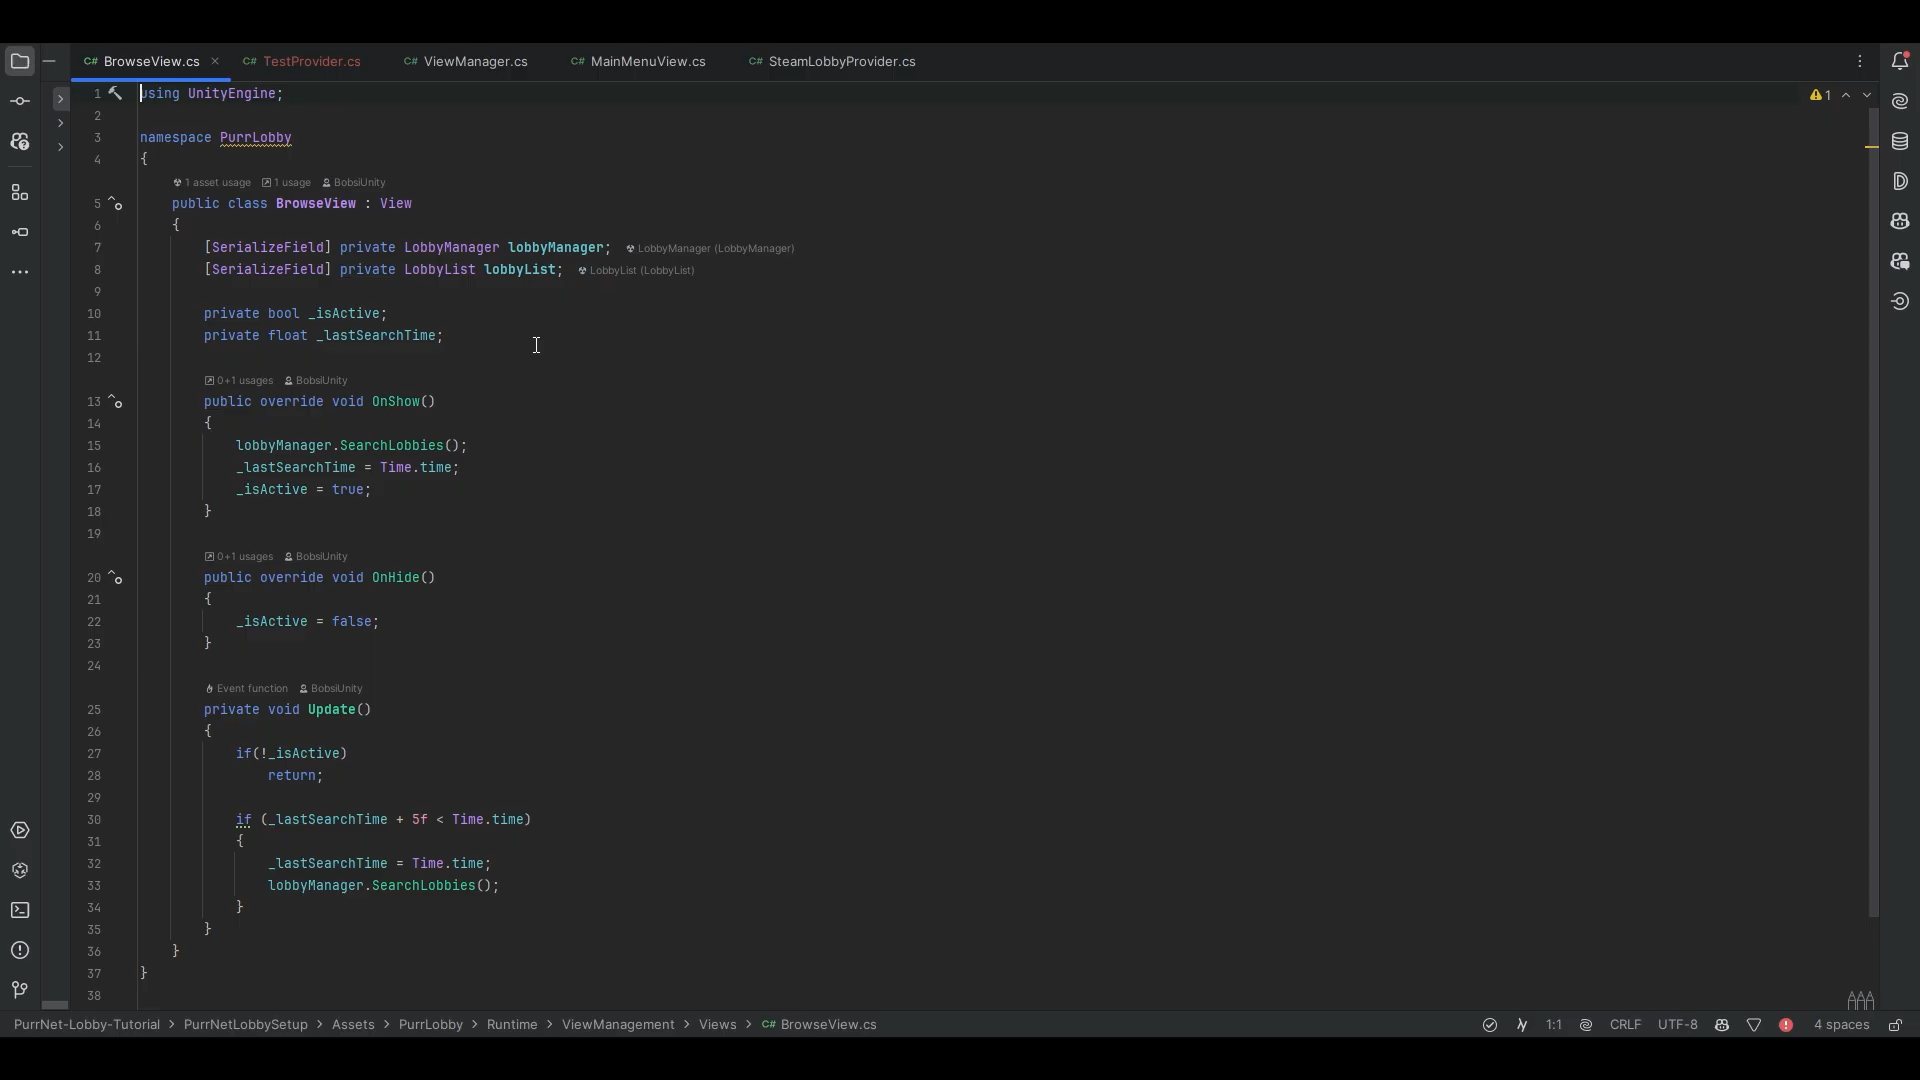 C# BrowseView.cs × C# TestProvider.cs C# ViewManager.cs C# MainMenuView.cs C# SteamLobbyProvider.cs
1 using UnityEngine; 1
2
3 namespace PurrLobby
4 {
1 asset usage 1 usage BobsiUnity
5 public class BrowseView : View
6 {
7 [SerializeField] private LobbyManager lobbyManager; LobbyManager (LobbyManager)
8 [SerializeField] private LobbyList lobbyList; LobbyList (LobbyList)
9
10 private bool _isActive;
11 private float _lastSearchTime;
12
0+1 usages BobsiUnity
13 public override void OnShow()
14 {
15 lobbyManager.SearchLobbies();
16 _lastSearchTime = Time.time;
17 _isActive = true;
18 }
19
0+1 usages BobsiUnity
20 public override void OnHide()
21 {
22 _isActive = false;
23 }
24
Event function BobsiUnity
25 private void Update()
26 {
27 if(!_isActive)
28 return;
29
30 if (_lastSearchTime + 5f < Time.time)
31 {
32 _lastSearchTime = Time.time;
33 lobbyManager.SearchLobbies();
34 }
35 }
36 }
37 }
38
PurrNet-Lobby-Tutorial > PurrNetLobbySetup > Assets > PurrLobby > Runtime > ViewManagement > Views > C# BrowseView.cs 1:1 CRLF UTF-8 4 spaces